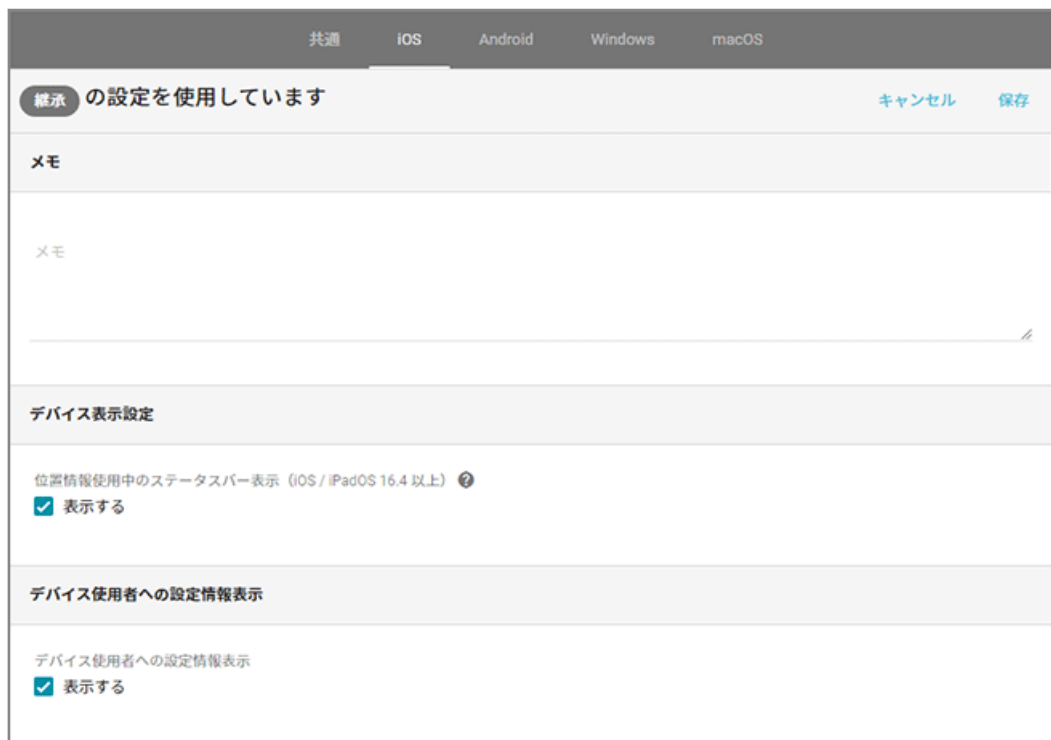 共通 iOS Android Windows macOS
継承 の設定を使用しています キャンセル 保存
メモ
メモ
デバイス表示設定
位置情報使用中のステータスバー表示（iOS / iPadOS 16.4 以上） ?
表示する
デバイス使用者への設定情報表示
デバイス使用者への設定情報表示
表示する